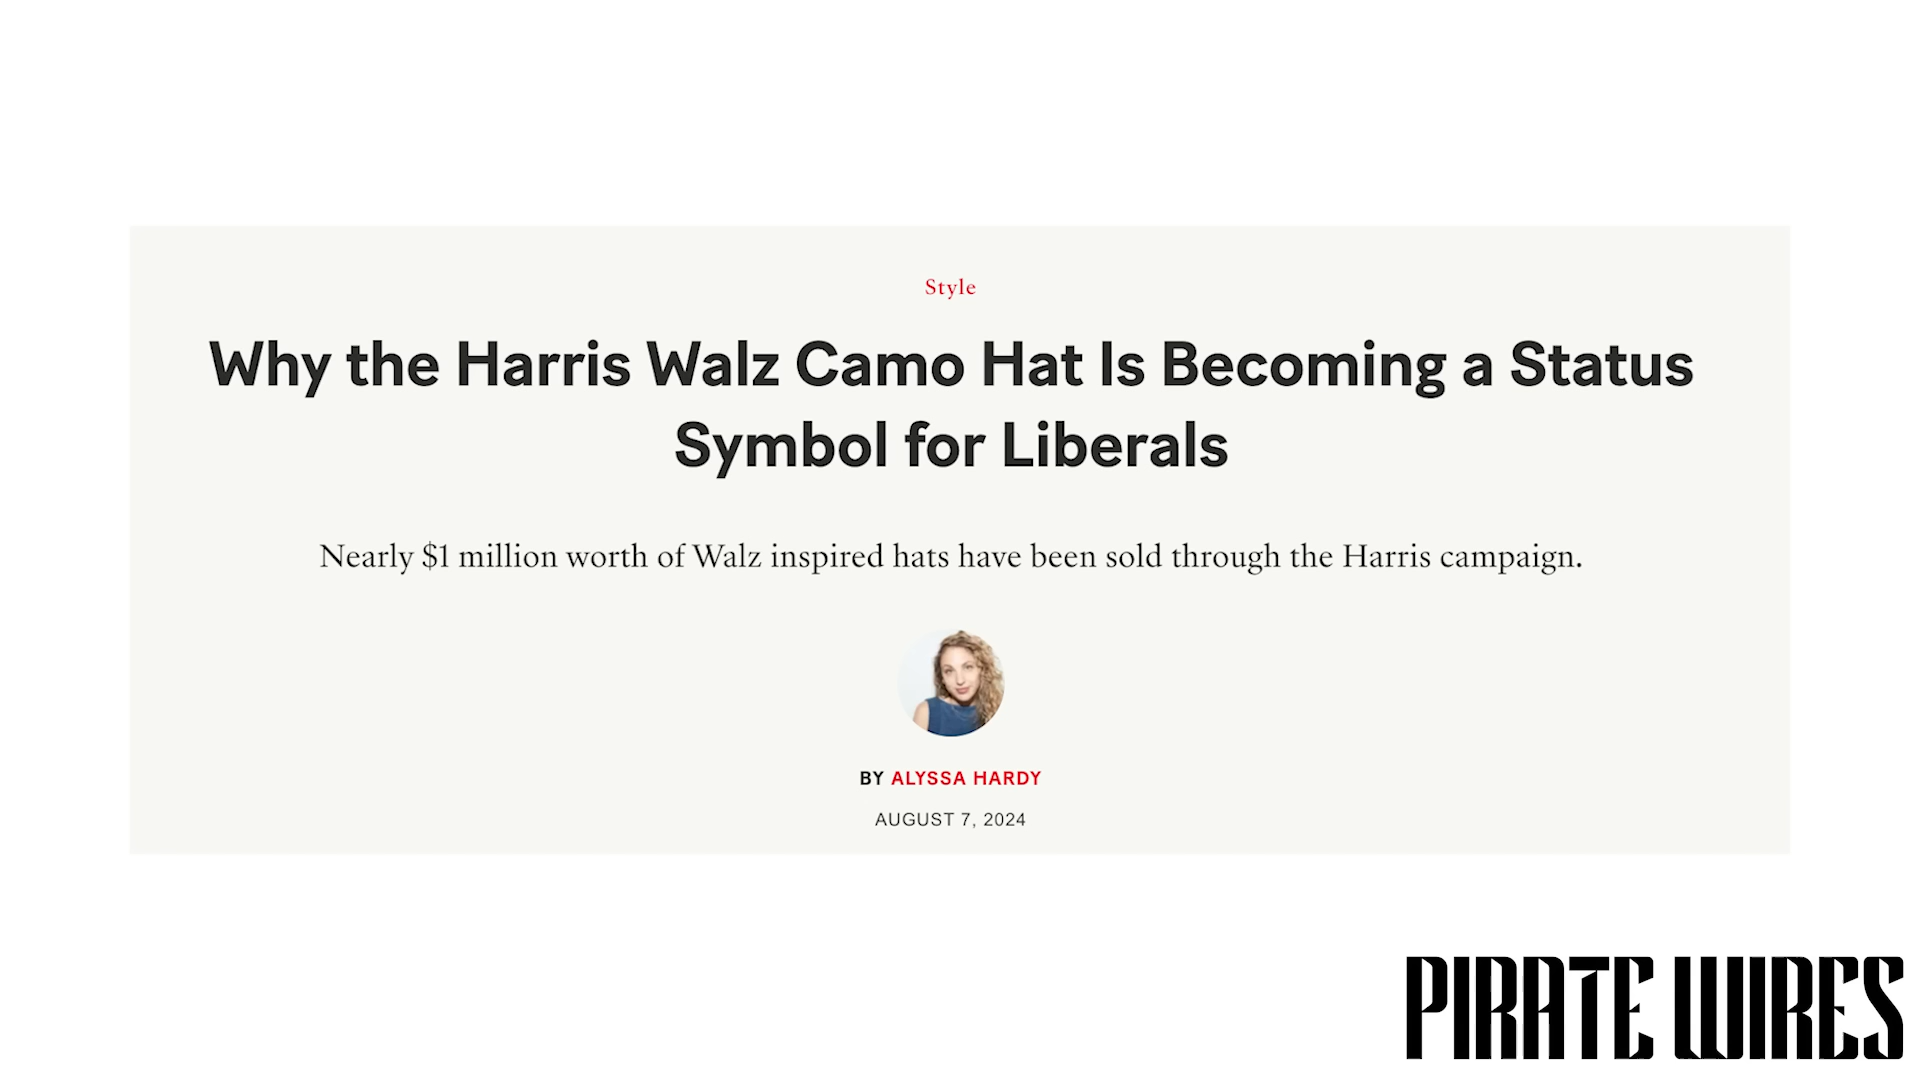 Style
Why the Harris Walz Camo Hat Is Becoming a Status
Symbol for Liberals
Nearly $1 million worth of Walz inspired hats have been sold through the Harris campaign.
BY ALYSSA HARDY
AUGUST 7, 2024
PIRATE WIRES